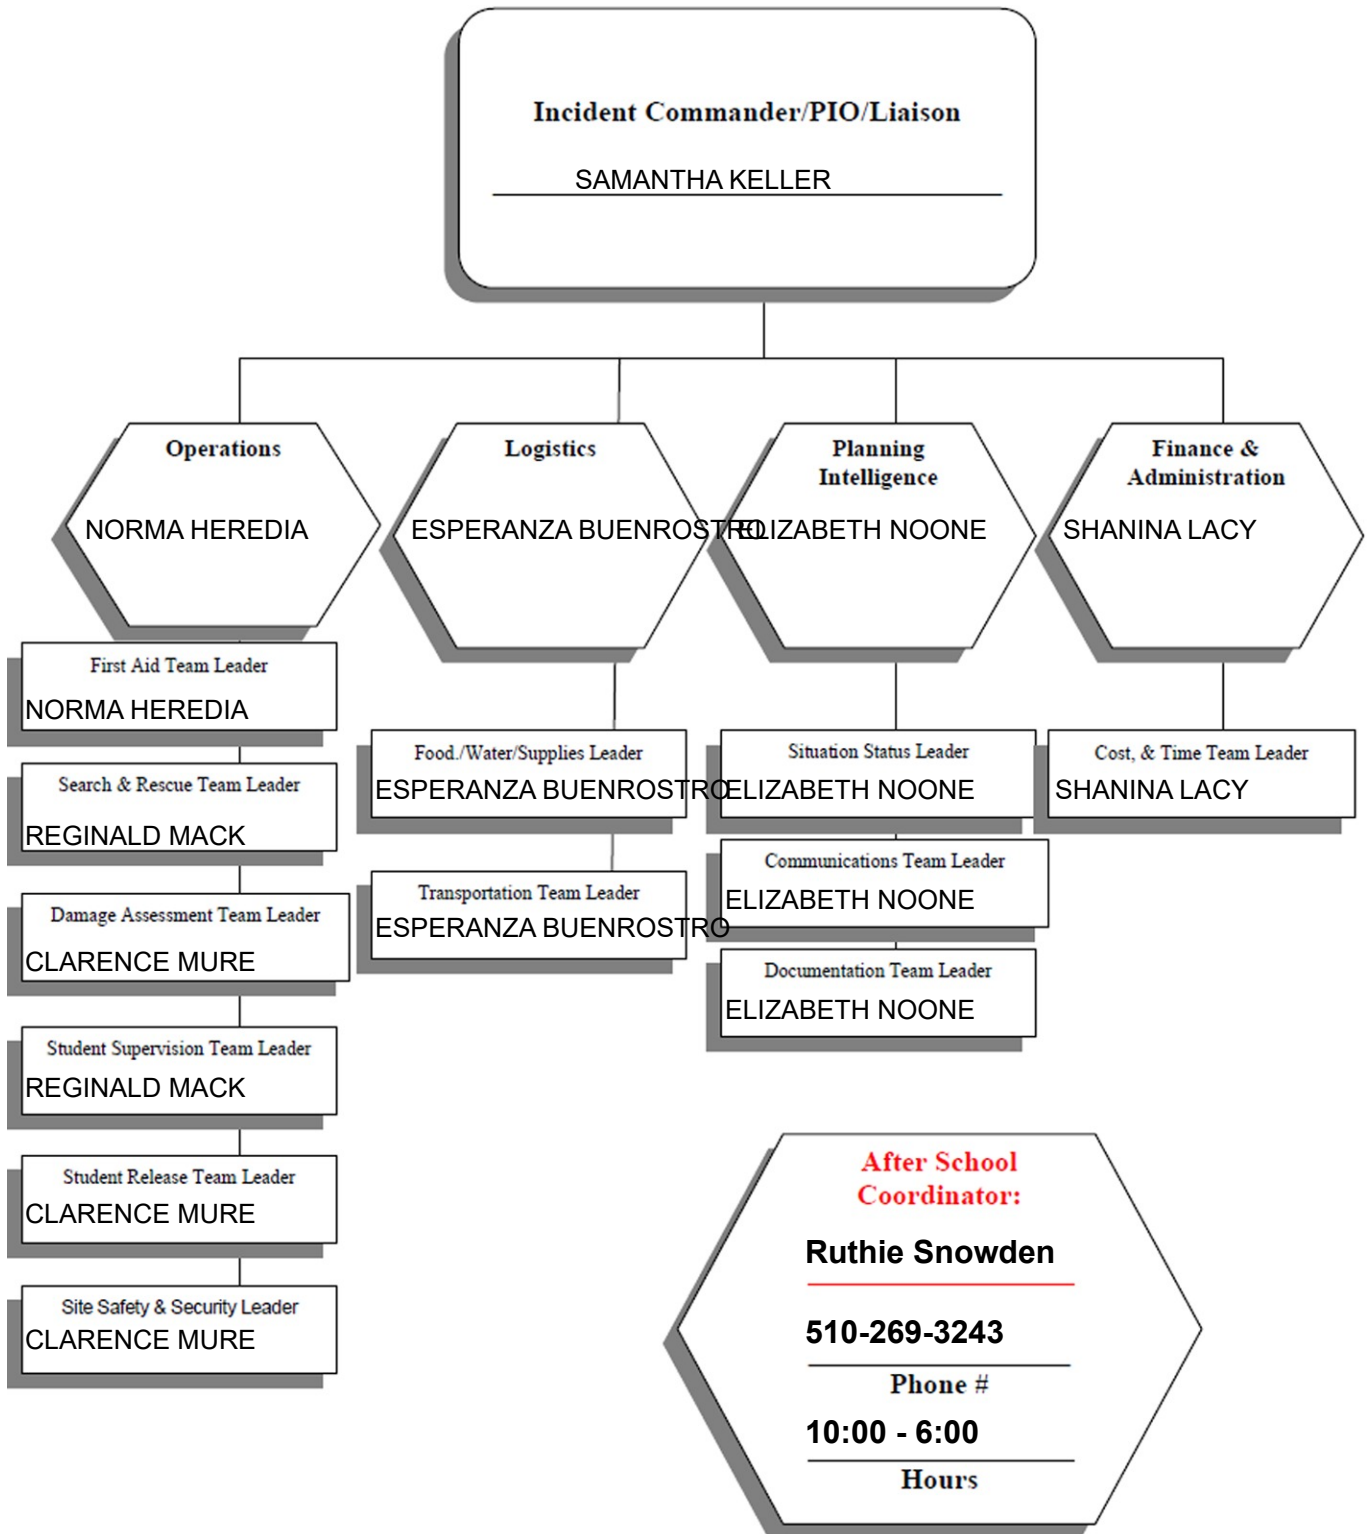 Incident Commander/PIO/Liaison
SAMANTHA KELLER
Operations
NORMA HEREDIA
First Aid Team Leader
NORMA HEREDIA
Search & Rescue Team Leader
REGINALD MACK
Damage Assessment Team Leader
CLARENCE MURE
Student Supervision Team Leader
REGINALD MACK
Student Release Team Leader
CLARENCE MURE
Site Safety & Security Leader
CLARENCE MURE
Logistics
ESPERANZA BUENROSTRO
Food./Water/Supplies Leader
ESPERANZA BUENROSTRO
Transportation Team Leader
ESPERANZA BUENROSTRO
Planning
Intelligence
ELIZABETH NOONE
Situation Status Leader
ELIZABETH NOONE
Communications Team Leader
ELIZABETH NOONE
Documentation Team Leader
ELIZABETH NOONE
Finance &
Administration
SHANINA LACY
Cost, & Time Team Leader
SHANINA LACY
After School
Coordinator:
Ruthie Snowden
510-269-3243
Phone #
10:00 - 6:00
Hours